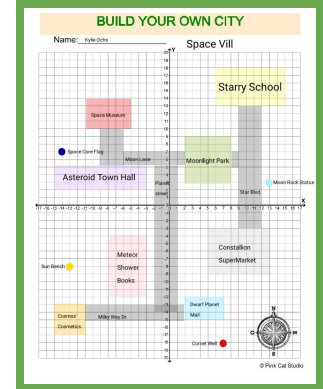 BUILD YOUR OWN CITY
Name: Kylie Ochs
Space Vill
Y
Starry School
Space Museum
Space Core Flag
Moon Lane
Moonlight Park
Asteroid Town Hall
Planet
street
Star Blvd.
Moon Rock Statue
X
Meteor
Shower
Books
Constallion
SuperMarket
Sun Bench
Dwarf Planet
Mall
Cosmos'
Cosmetics
Milky Way Dr.
Comet Well
N
© Pink Cat Studio